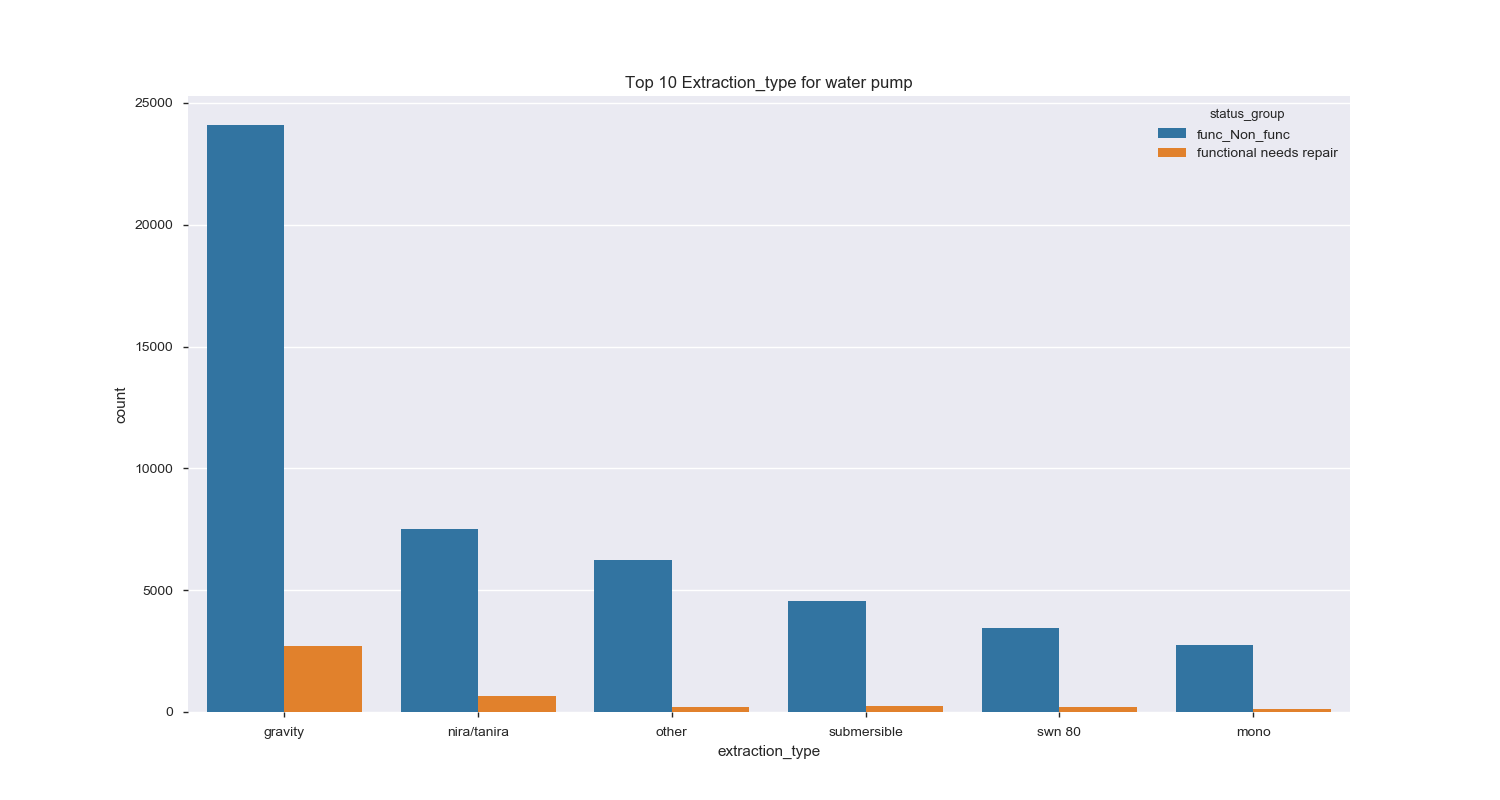 Top 10 Extraction_type for water pump
status_group
func_Non_func
functional needs repair
25000
20000
15000
10000
5000
0
count
gravity nira/tanira other submersible swn 80 mono
extraction_type